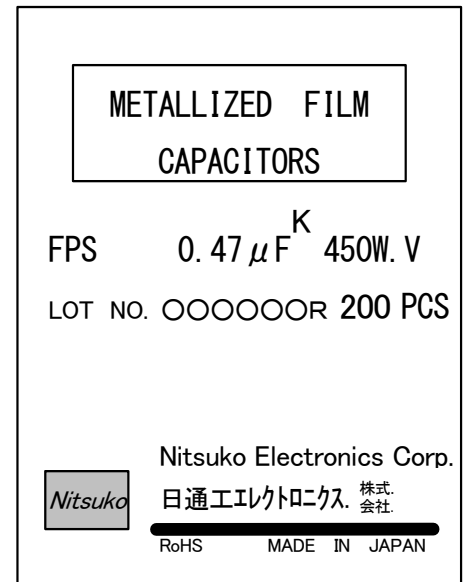 METALLIZED FILM
CAPACITORS
FPS 0.47μF K 450W.V
LOT NO. ○○○○○○R 200 PCS
Nitsuko Electronics Corp.
Nitsuko 日通工エレクトロニクス. 株式.会社.
RoHS MADE IN JAPAN